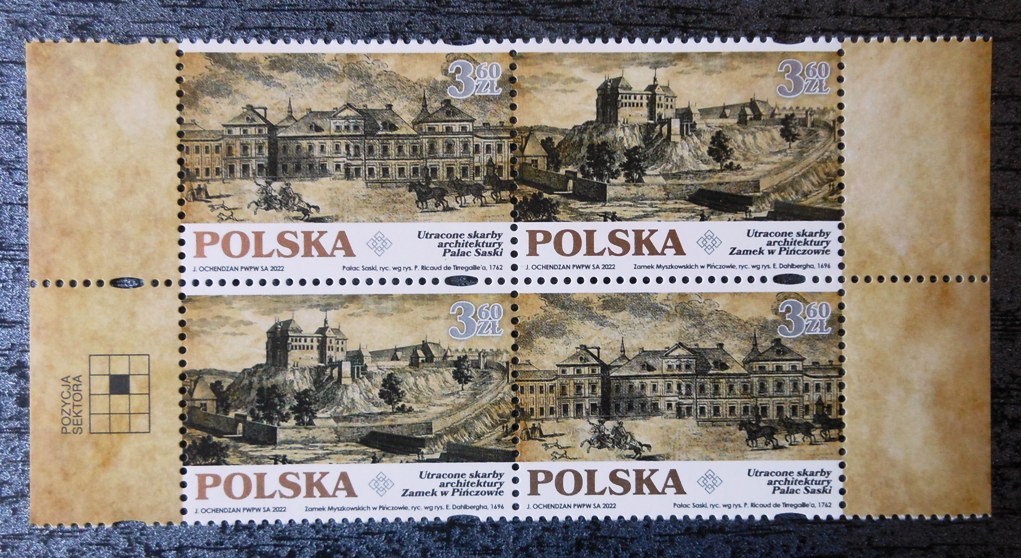 3 60 ZŁ
POLSKA
Utracone skarby
architektury
Pałac Saski
J. OCHENDZAN PWPW SA 2022
Pałac Saski, ryc. wg rys. P. Ricaud de Tirregaille'a, 1762
3 60 ZŁ
POLSKA
Utracone skarby
architektury
Zamek w Pińczowie
J. OCHENDZAN PWPW SA 2022
Zamek Myszkowskich w Pińczowie, ryc. wg rys. E. Dahlbergha, 1696
POZYCJA
SEKTORA
3 60 ZŁ
POLSKA
Utracone skarby
architektury
Zamek w Pińczowie
J. OCHENDZAN PWPW SA 2022
Zamek Myszkowskich w Pińczowie, ryc. wg rys. E. Dahlbergha, 1696
3 60 ZŁ
POLSKA
Utracone skarby
architektury
Pałac Saski
J. OCHENDZAN PWPW SA 2022
Pałac Saski, ryc. wg rys. P. Ricaud de Tirregaille'a, 1762